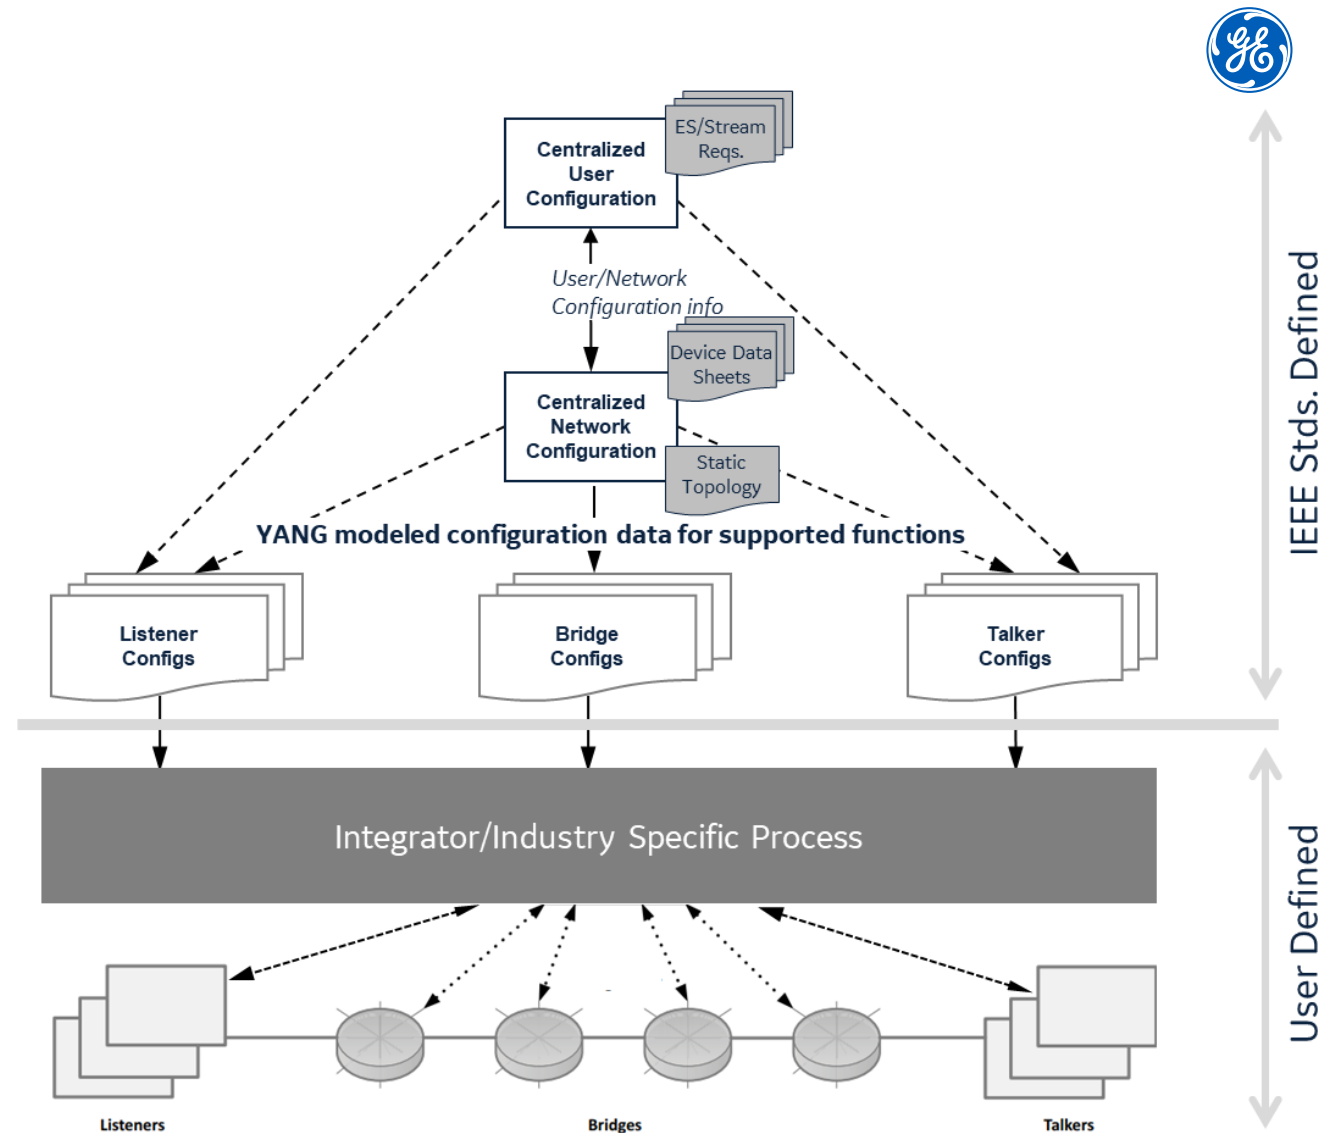 GE
ES/Stream
Reqs.
Centralized
User
Configuration
User/Network
Configuration info
Device Data
Sheets
Centralized
Network
Configuration
Static
Topology
YANG modeled configuration data for supported functions
Listener
Configs
Bridge
Configs
Talker
Configs
IEEE Stds. Defined
Integrator/Industry Specific Process
User Defined
Listeners
Bridges
Talkers